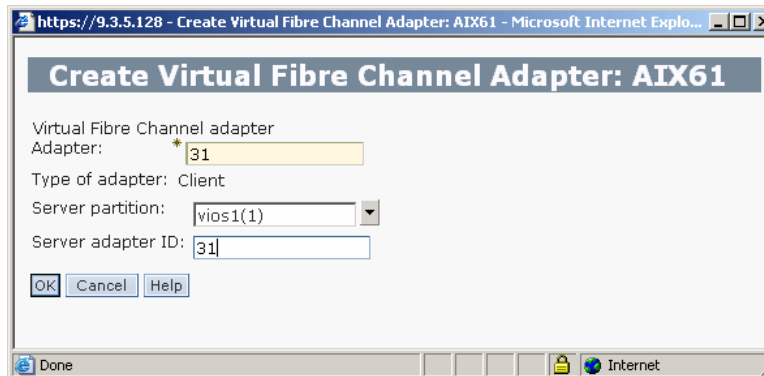 https://9.3.5.128 - Create Virtual Fibre Channel Adapter: AIX61 - Microsoft Internet Explo...
Create Virtual Fibre Channel Adapter: AIX61
Virtual Fibre Channel adapter
Adapter: * 31
Type of adapter: Client
Server partition: vios1(1)
Server adapter ID: 31
OK Cancel Help
Done Internet